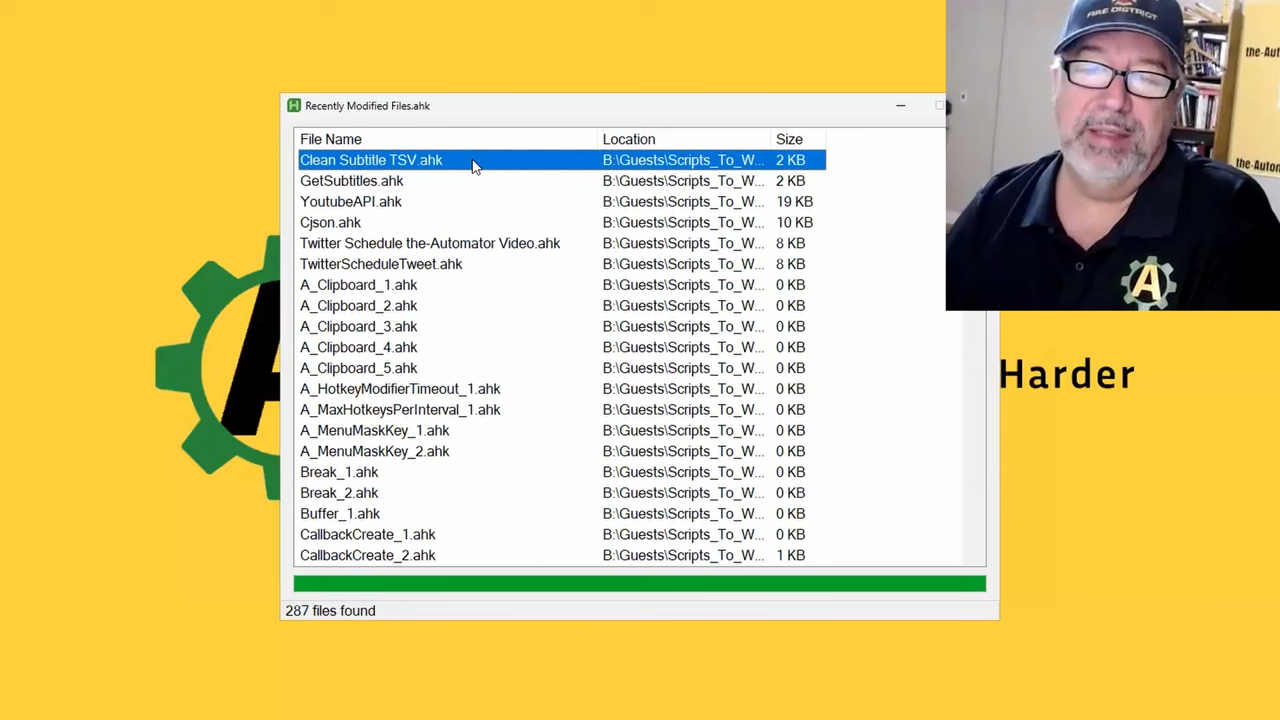 FIRE DISTRICT
the-Aut
the-Autom
A
Recently Modified Files.ahk
File Name Location Size
Clean Subtitle TSV.ahk B:\Guests\Scripts_To_W... 2 KB
GetSubtitles.ahk B:\Guests\Scripts_To_W... 2 KB
YoutubeAPI.ahk B:\Guests\Scripts_To_W... 19 KB
Cjson.ahk B:\Guests\Scripts_To_W... 10 KB
Twitter Schedule the-Automator Video.ahk B:\Guests\Scripts_To_W... 8 KB
TwitterScheduleTweet.ahk B:\Guests\Scripts_To_W... 8 KB
A_Clipboard_1.ahk B:\Guests\Scripts_To_W... 0 KB
A_Clipboard_2.ahk B:\Guests\Scripts_To_W... 0 KB
A_Clipboard_3.ahk B:\Guests\Scripts_To_W... 0 KB
A_Clipboard_4.ahk B:\Guests\Scripts_To_W... 0 KB
A_Clipboard_5.ahk B:\Guests\Scripts_To_W... 0 KB
A_HotkeyModifierTimeout_1.ahk B:\Guests\Scripts_To_W... 0 KB
A_MaxHotkeysPerInterval_1.ahk B:\Guests\Scripts_To_W... 0 KB
A_MenuMaskKey_1.ahk B:\Guests\Scripts_To_W... 0 KB
A_MenuMaskKey_2.ahk B:\Guests\Scripts_To_W... 0 KB
Break_1.ahk B:\Guests\Scripts_To_W... 0 KB
Break_2.ahk B:\Guests\Scripts_To_W... 0 KB
Buffer_1.ahk B:\Guests\Scripts_To_W... 0 KB
CallbackCreate_1.ahk B:\Guests\Scripts_To_W... 0 KB
CallbackCreate_2.ahk B:\Guests\Scripts_To_W... 1 KB
287 files found
Harder